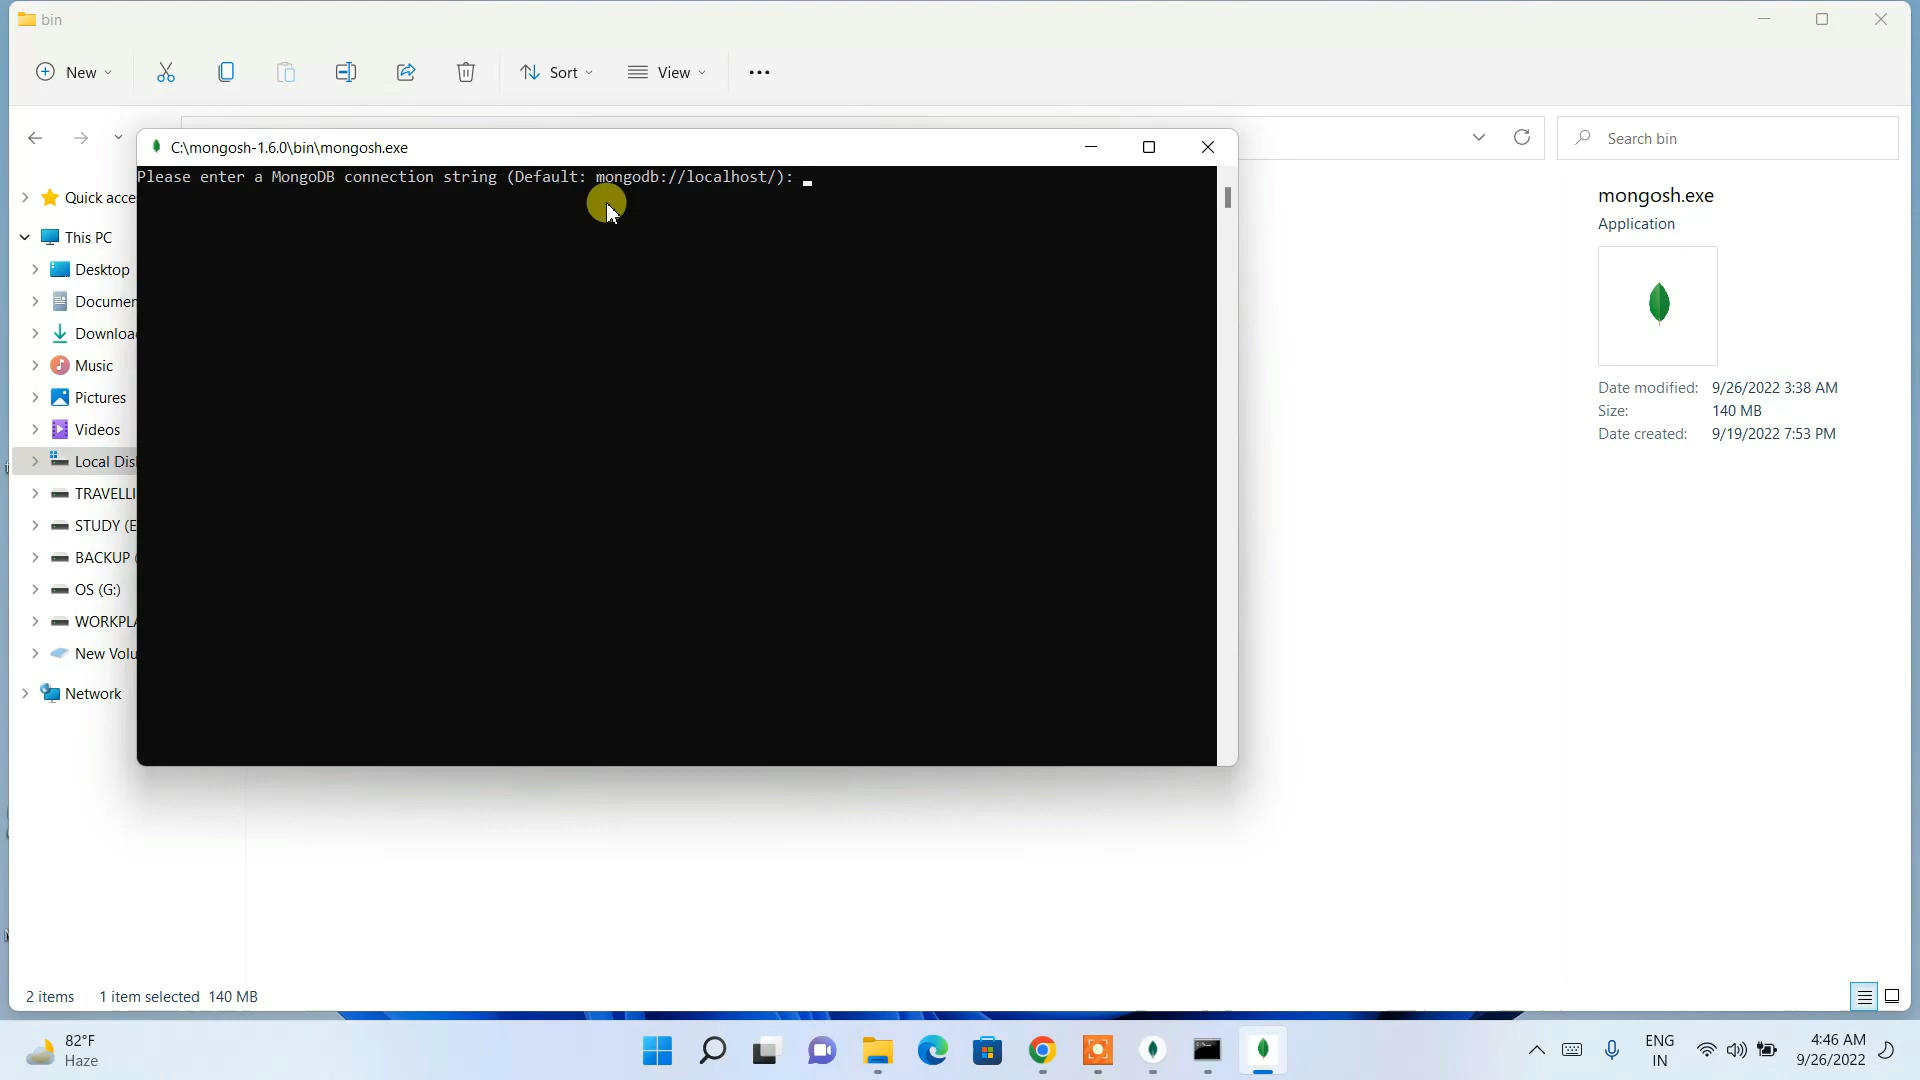 bin
New
Sort
View
Search bin
C:\mongosh-1.6.0\bin\mongosh.exe
Please enter a MongoDB connection string (Default: mongodb://localhost/):
Quick acce
This PC
Desktop
Documen
Downloa
Music
Pictures
Videos
Local Dis
TRAVELLI
STUDY (E
BACKUP
OS (G:)
WORKPLA
New Volu
Network
mongosh.exe
Application
Date modified: 9/26/2022 3:38 AM
Size: 140 MB
Date created: 9/19/2022 7:53 PM
2 items 1 item selected 140 MB
82°F
Haze
ENG
IN
4:46 AM
9/26/2022